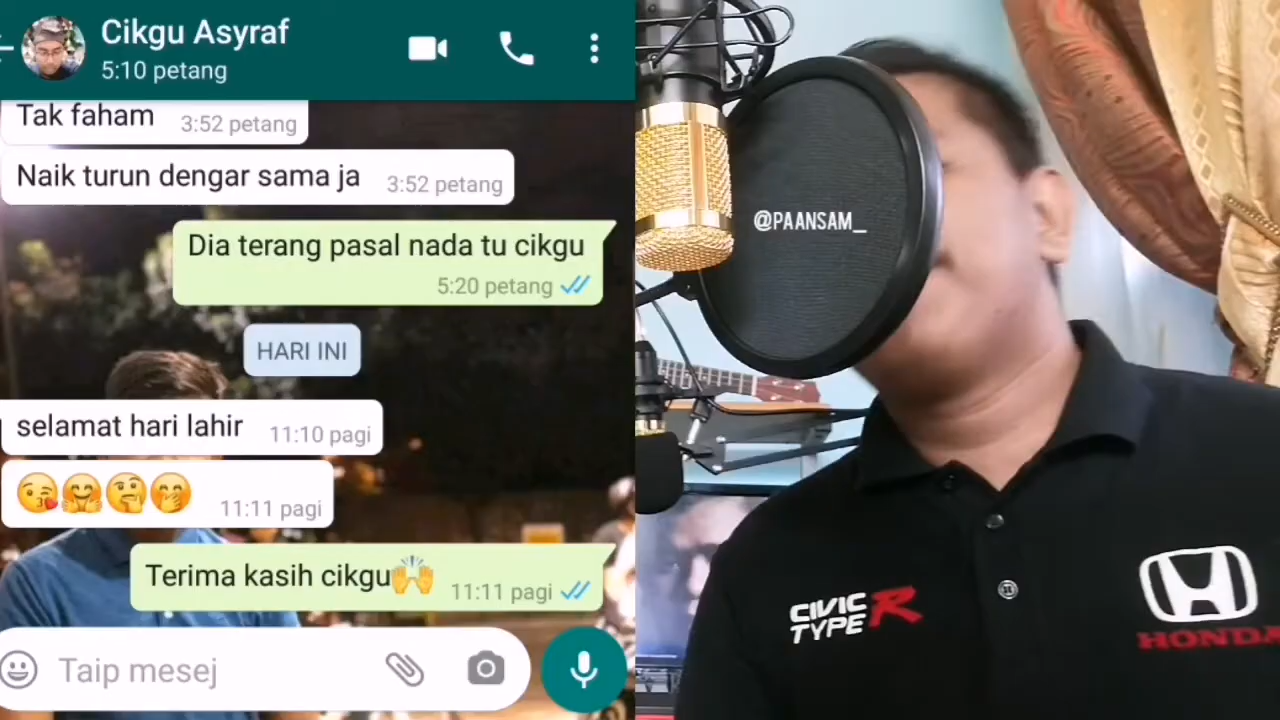 Cikgu Asyraf
5:10 petang
Tak faham 3:52 petang
Naik turun dengar sama ja 3:52 petang
Dia terang pasal nada tu cikgu
5:20 petang
HARI INI
selamat hari lahir 11:10 pagi
😘🤗🤔🤭 11:11 pagi
Terima kasih cikgu🙌 11:11 pagi
Taip mesej
@PAANSAM_
CIVIC
TYPE R
HONDA